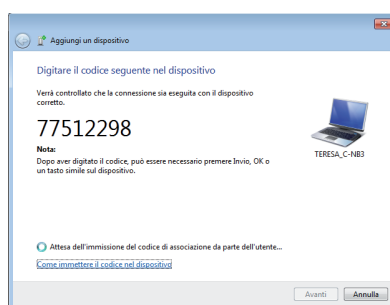 Aggiungi un dispositivo
Digitare il codice seguente nel dispositivo
Verrà controllato che la connessione sia eseguita con il dispositivo
corretto.
77512298
TERESA_C-NB3
Nota:
Dopo aver digitato il codice, può essere necessario premere Invio, OK o
un tasto simile sul dispositivo.
Attesa dell'immissione del codice di associazione da parte dell'utente...
Come immettere il codice nel dispositivo
Avanti Annulla